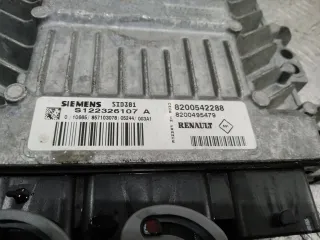 SIEMENS SID301
S122326107 A
8200542288
8200495479
RENAULT